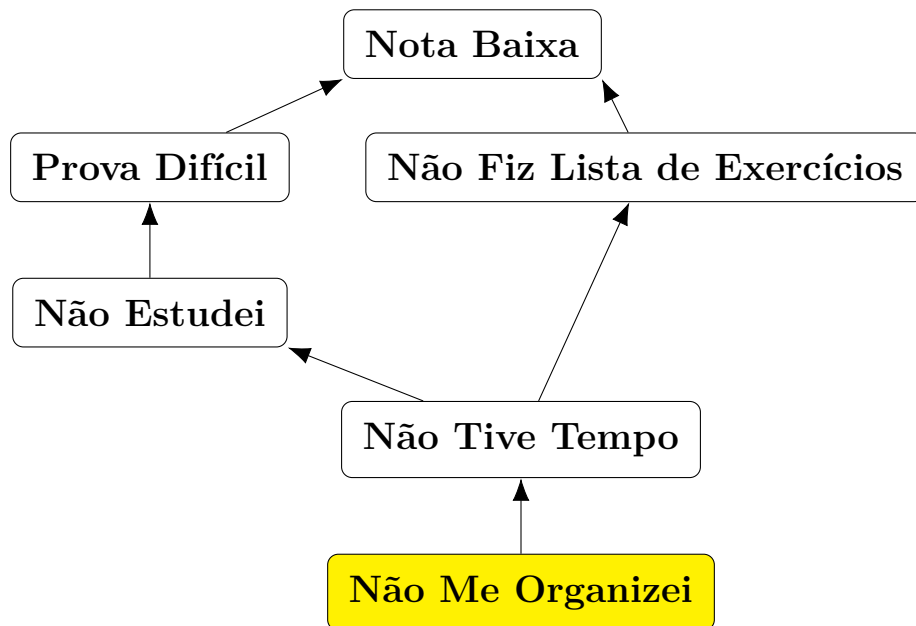 Nota Baixa
Prova Difícil
Não Fiz Lista de Exercícios
Não Estudei
Não Tive Tempo
Não Me Organizei